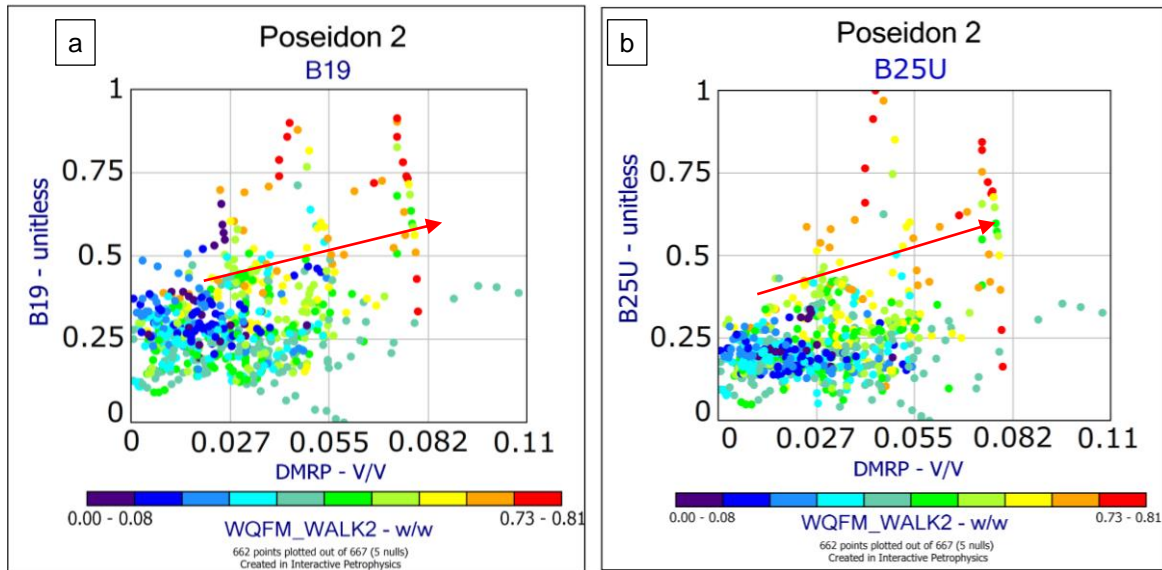 a
Poseidon 2
B19
1
0.75
0.5
0.25
0
B19 - unitless
0 0.027 0.055 0.082 0.11
DMRP - V/V
0.00 - 0.08 0.73 - 0.81
WQFM_WALK2 - w/w
662 points plotted out of 667 (5 nulls)
Created in Interactive Petrophysics
b
Poseidon 2
B25U
1
0.75
0.5
0.25
0
B25U - unitless
0 0.027 0.055 0.082 0.11
DMRP - V/V
0.00 - 0.08 0.73 - 0.81
WQFM_WALK2 - w/w
662 points plotted out of 667 (5 nulls)
Created in Interactive Petrophysics